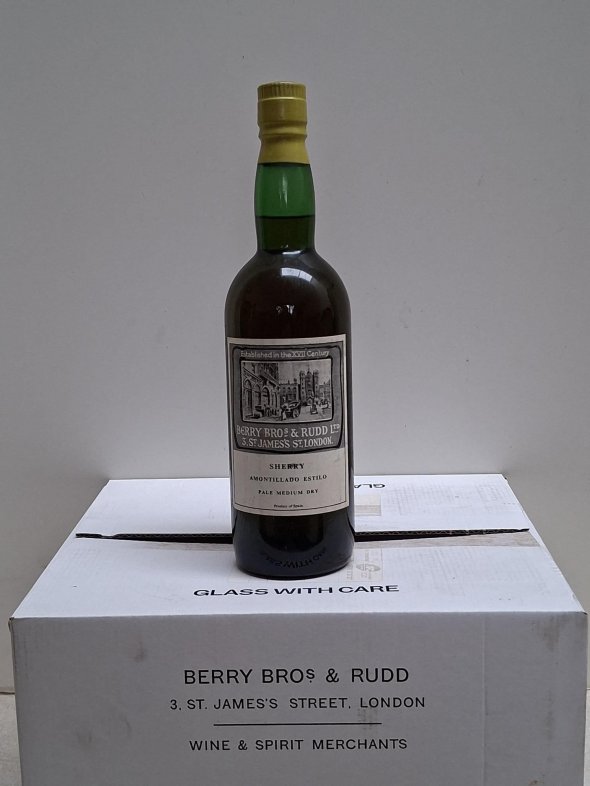 Established in the XVII Century
BERRY BROS & RUDD LTD
3, ST JAMES'S ST, LONDON.
SHERRY
AMONTILLADO ESTILO
PALE MEDIUM DRY
Produce of Spain
GLASS WITH CARE
BERRY BROS & RUDD
3, ST. JAMES'S STREET, LONDON
WINE & SPIRIT MERCHANTS